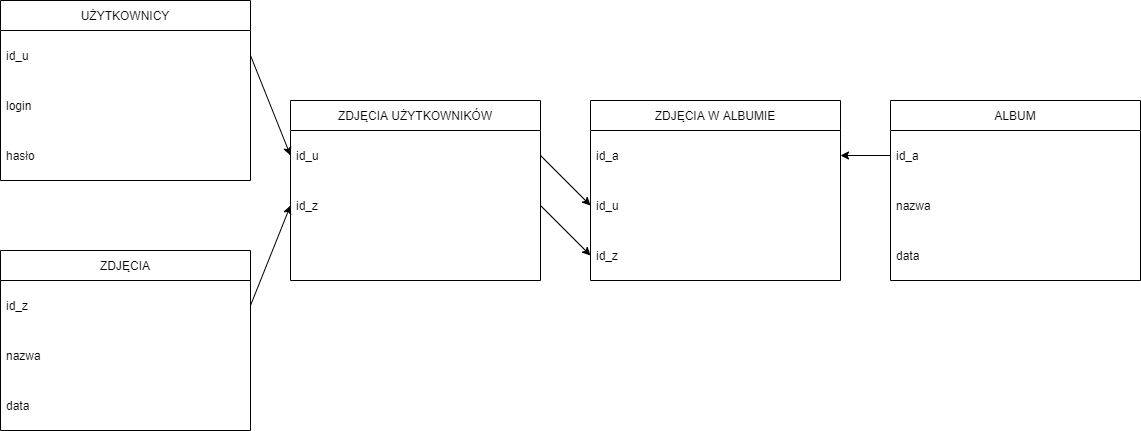 UŻYTKOWNICY
id_u
login
hasło
ZDJĘCIA
id_z
nazwa
data
ZDJĘCIA UŻYTKOWNIKÓW
id_u
id_z
ZDJĘCIA W ALBUMIE
id_a
id_u
id_z
ALBUM
id_a
nazwa
data